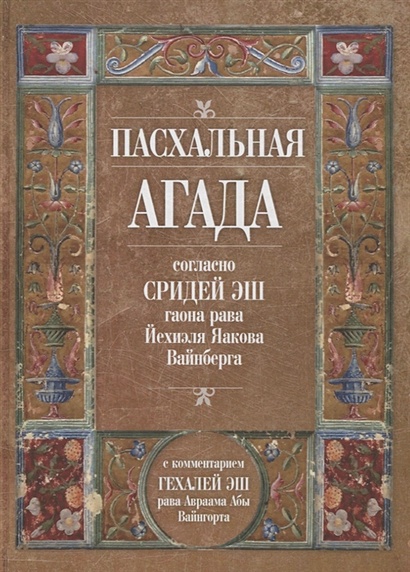 ПАСХАЛЬНАЯ
АГАДА
согласно
СРИДЕЙ ЭШ
гаона рава
Йехиэля Яакова
Вайнберга
с комментарием
ГЕХАЛЕЙ ЭШ
рава Авраама Абы
Вайнгорта